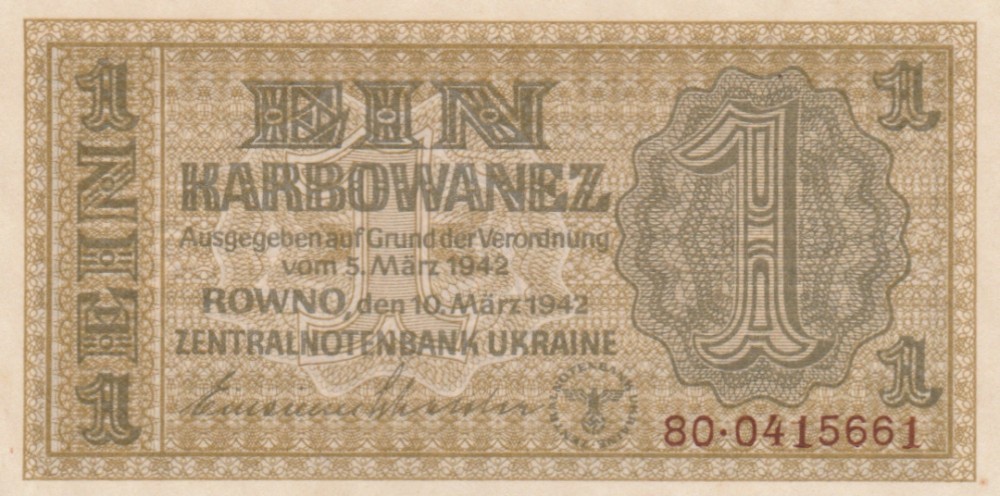 1
EIN
1
EIN
KARBOWANEZ
Ausgegeben auf Grund der Verordnung
vom 5. März 1942
ROWNO, den 10. März 1942
ZENTRALNOTENBANK UKRAINE
1
1
1
80·0415661